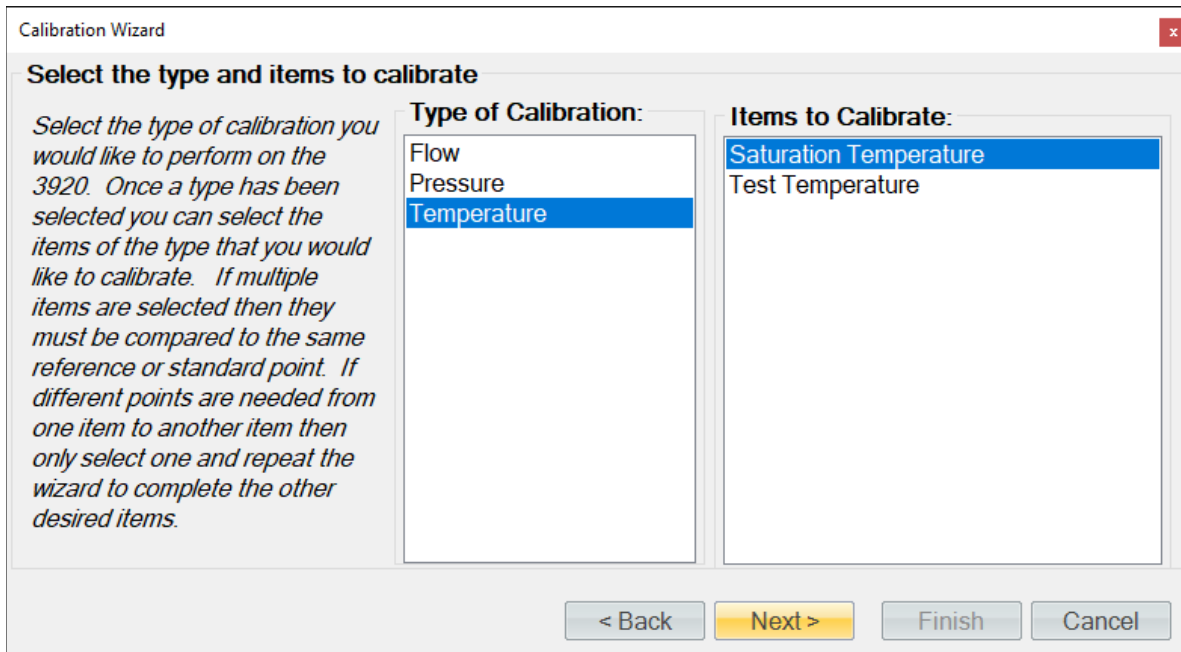 Calibration Wizard
x
Select the type and items to calibrate
Select the type of calibration you
would like to perform on the
3920.  Once a type has been
selected you can select the
items of the type that you would
like to calibrate.   If multiple
items are selected then they
must be compared to the same
reference or standard point.  If
different points are needed from
one item to another item then
only select one and repeat the
wizard to complete the other
desired items.
Type of Calibration:
Flow
Pressure
Temperature
Items to Calibrate:
Saturation Temperature
Test Temperature
< Back
Next >
Finish
Cancel